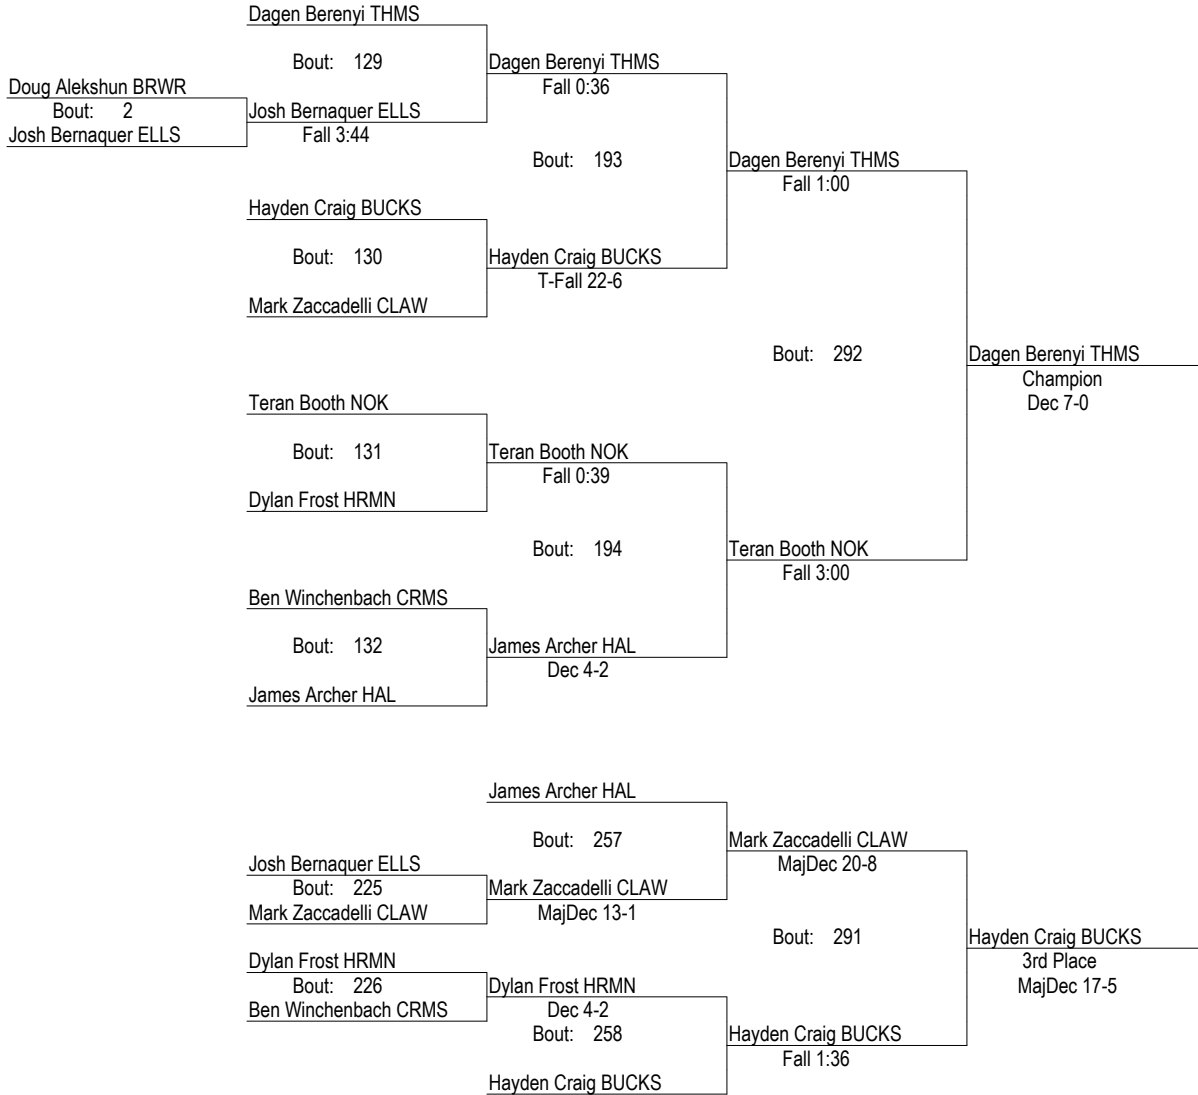 Dagen Berenyi THMS
Bout: 129
Dagen Berenyi THMS
Fall 0:36
Doug Alekshun BRWR
Bout: 2
Josh Bernaquer ELLS
Josh Bernaquer ELLS
Fall 3:44
Bout: 193
Dagen Berenyi THMS
Fall 1:00
Hayden Craig BUCKS
Bout: 130
Hayden Craig BUCKS
T-Fall 22-6
Mark Zaccadelli CLAW
Bout: 292
Dagen Berenyi THMS
Champion
Dec 7-0
Teran Booth NOK
Bout: 131
Teran Booth NOK
Fall 0:39
Dylan Frost HRMN
Bout: 194
Teran Booth NOK
Fall 3:00
Ben Winchenbach CRMS
Bout: 132
James Archer HAL
Dec 4-2
James Archer HAL
James Archer HAL
Bout: 257
Mark Zaccadelli CLAW
MajDec 20-8
Josh Bernaquer ELLS
Bout: 225
Mark Zaccadelli CLAW
Mark Zaccadelli CLAW
MajDec 13-1
Bout: 291
Hayden Craig BUCKS
3rd Place
MajDec 17-5
Dylan Frost HRMN
Bout: 226
Ben Winchenbach CRMS
Dylan Frost HRMN
Dec 4-2
Bout: 258
Hayden Craig BUCKS
Fall 1:36
Hayden Craig BUCKS